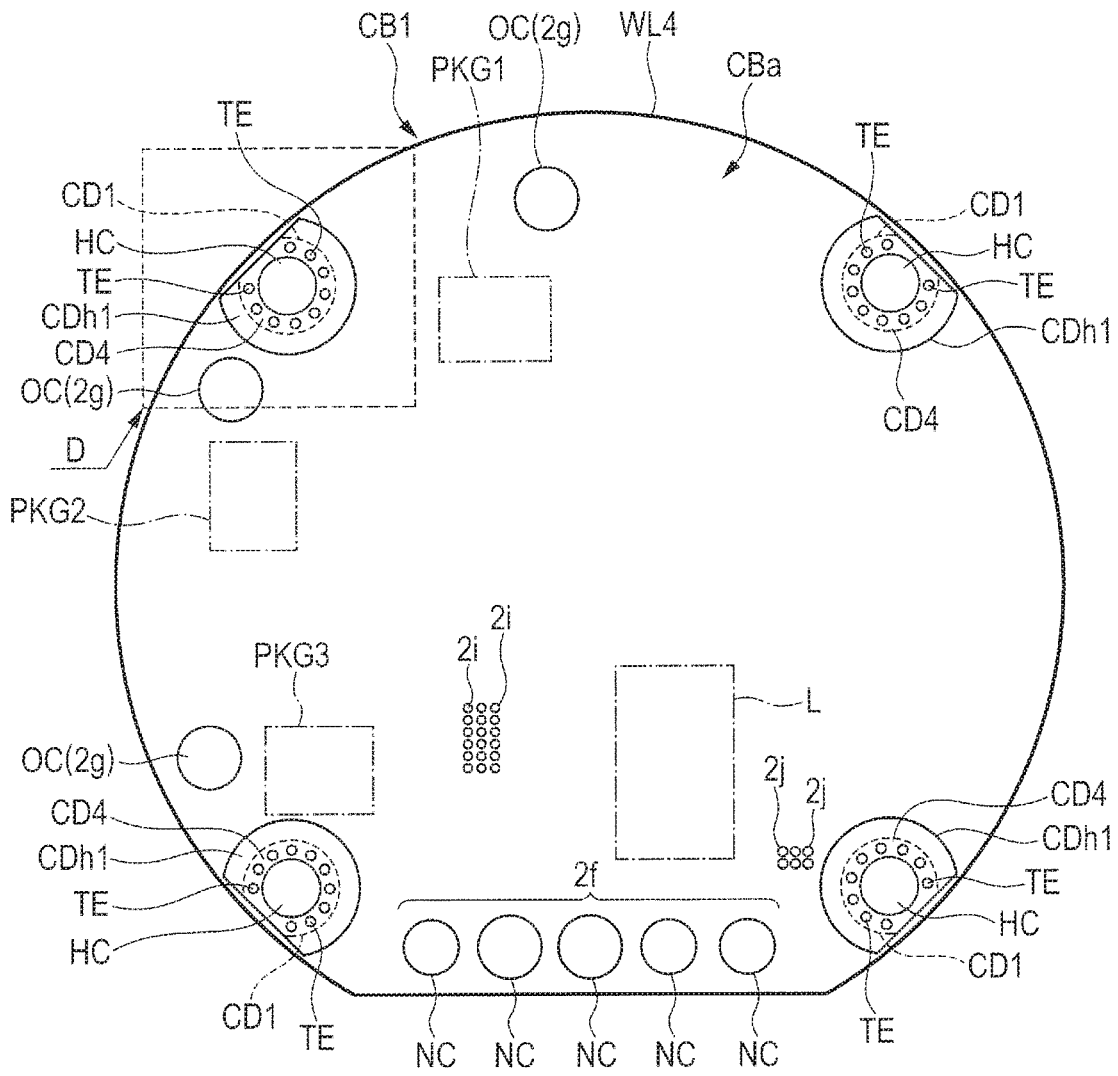 OC(2g)
WL4
CB1
PKG1
CBa
TE
TE
CD1
CD1
HC
HC
TE
TE
CDh1
CDh1
CD4
CD4
OC(2g)
D
PKG2
2i
2i
PKG3
L
OC(2g)
2j
2j
CD4
CD4
CDh1
CDh1
2f
TE
TE
HC
HC
CD1
CD1
TE
TE
NC
NC
NC
NC
NC